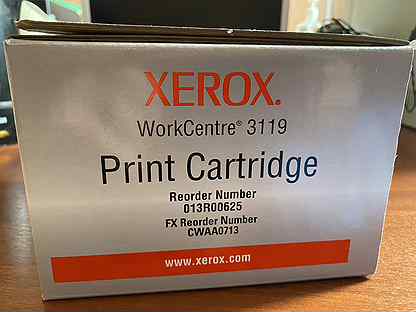 XEROX.
WorkCentre® 3119
Print Cartridge
Reorder Number
013R00625
FX Reorder Number
CWAA0713
www.xerox.com